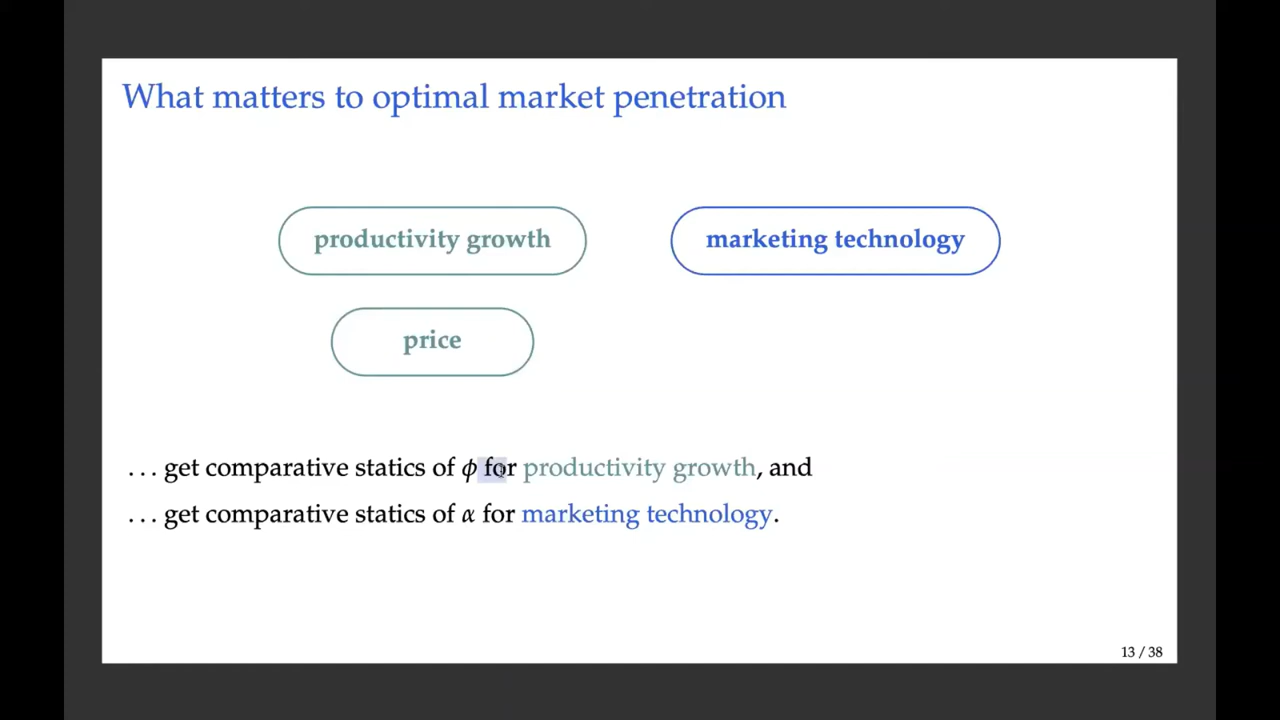 What matters to optimal market penetration
productivity growth
marketing technology
price
... get comparative statics of ϕ for productivity growth, and
... get comparative statics of α for marketing technology.
13 / 38